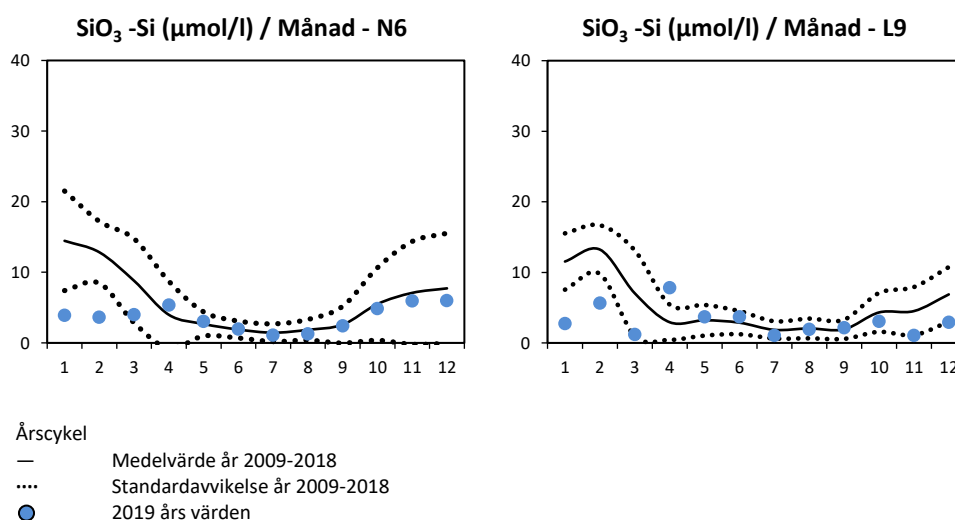 SiO3 -Si (µmol/l) / Månad - N6
40
30
20
10
0
1 2 3 4 5 6 7 8 9 10 11 12
SiO3 -Si (µmol/l) / Månad - L9
40
30
20
10
0
1 2 3 4 5 6 7 8 9 10 11 12
Årscykel
Medelvärde år 2009-2018
Standardavvikelse år 2009-2018
2019 års värden